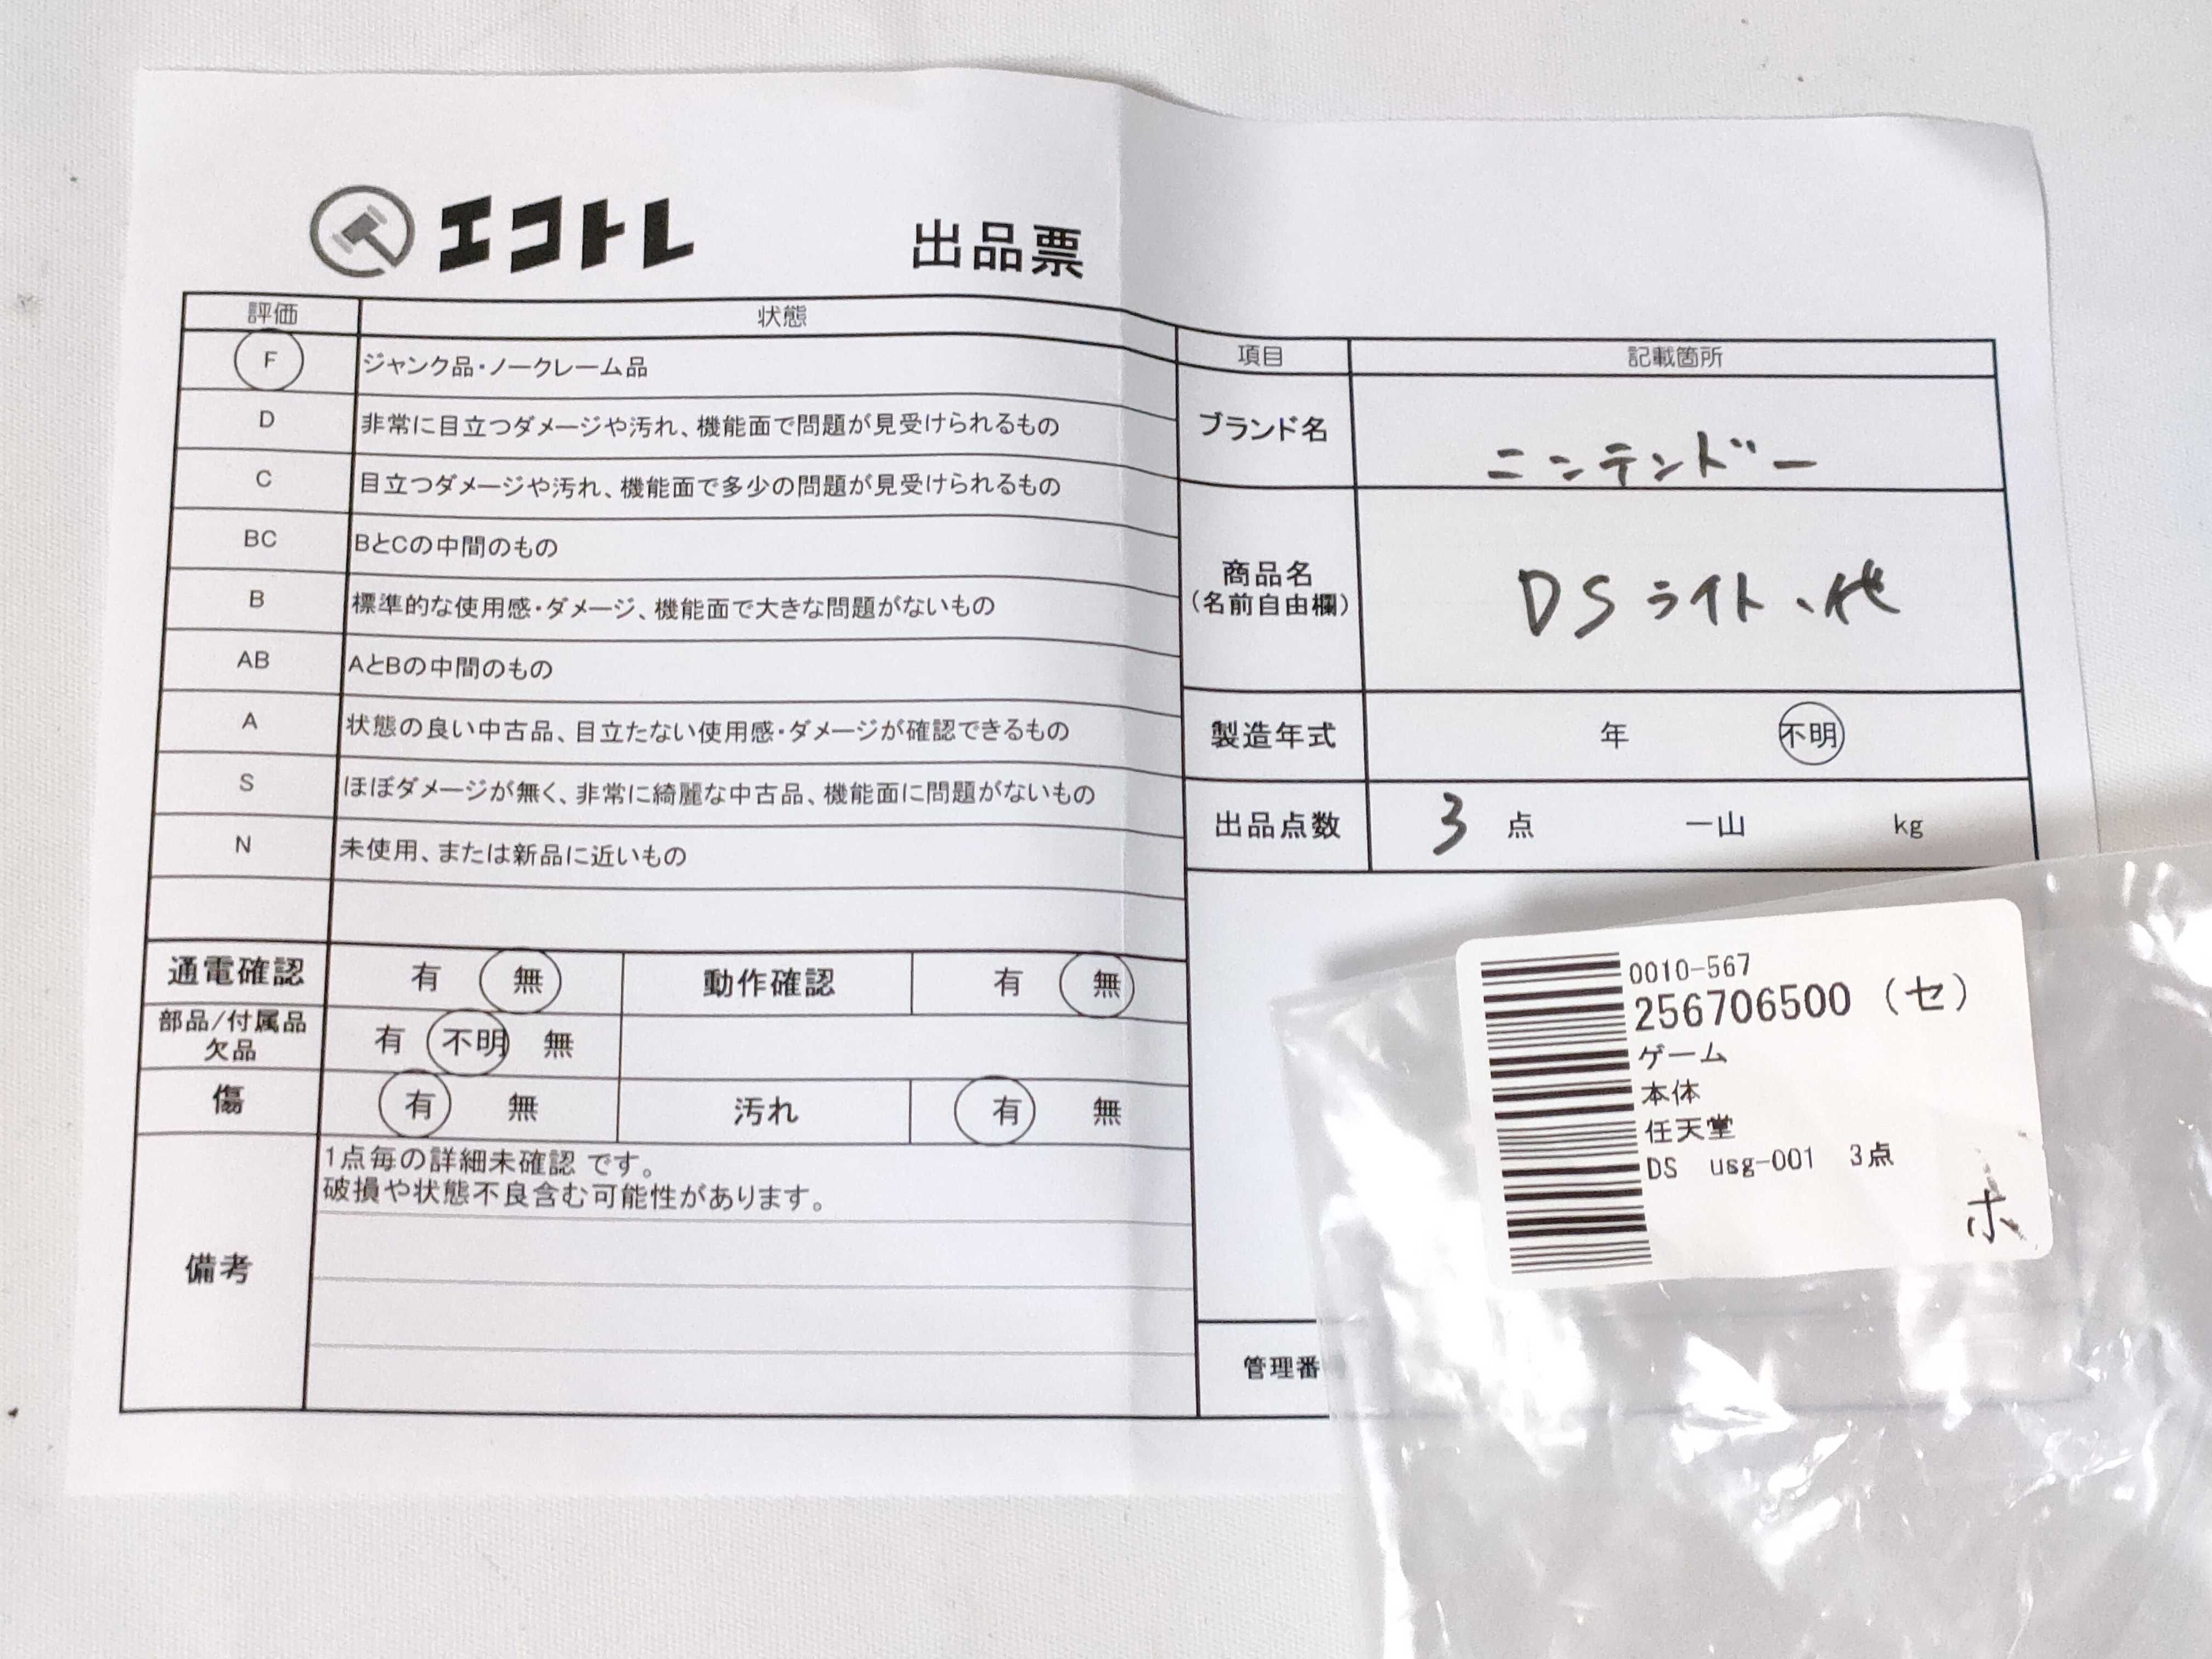 エコトレ
出品票
評価 状態
F ジャンク品・ノークレーム品
D 非常に目立つダメージや汚れ、機能面で問題が見受けられるもの
C 目立つダメージや汚れ、機能面で多少の問題が見受けられるもの
BC BとCの中間のもの
B 標準的な使用感・ダメージ、機能面で大きな問題がないもの
AB AとBの中間のもの
A 状態の良い中古品、目立たない使用感・ダメージが確認できるもの
S ほぼダメージが無く、非常に綺麗な中古品、機能面に問題がないもの
N 未使用、または新品に近いもの
通電確認 有 無 動作確認 有 無
部品/付属品
欠品
有 不明 無
傷 有 無 汚れ 有 無
備考
1点毎の詳細未確認 です。
破損や状態不良含む可能性があります。
項目 記載箇所
ブランド名 ニンテンドー
商品名
(名前自由欄)
DSライト、他
製造年式 年 不明
出品点数 3 点 一山 kg
管理番
0010-567
256706500 (セ)
ゲーム
本体
任天堂
DS usg-001 3点
ホ